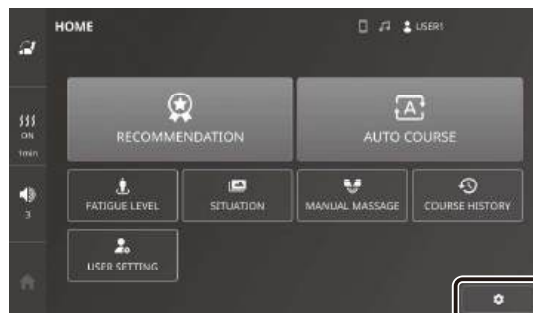 HOME
USER1
ON
1min
3
RECOMMENDATION
A
AUTO COURSE
FATIGUE LEVEL
SITUATION
MANUAL MASSAGE
COURSE HISTORY
USER SETTING